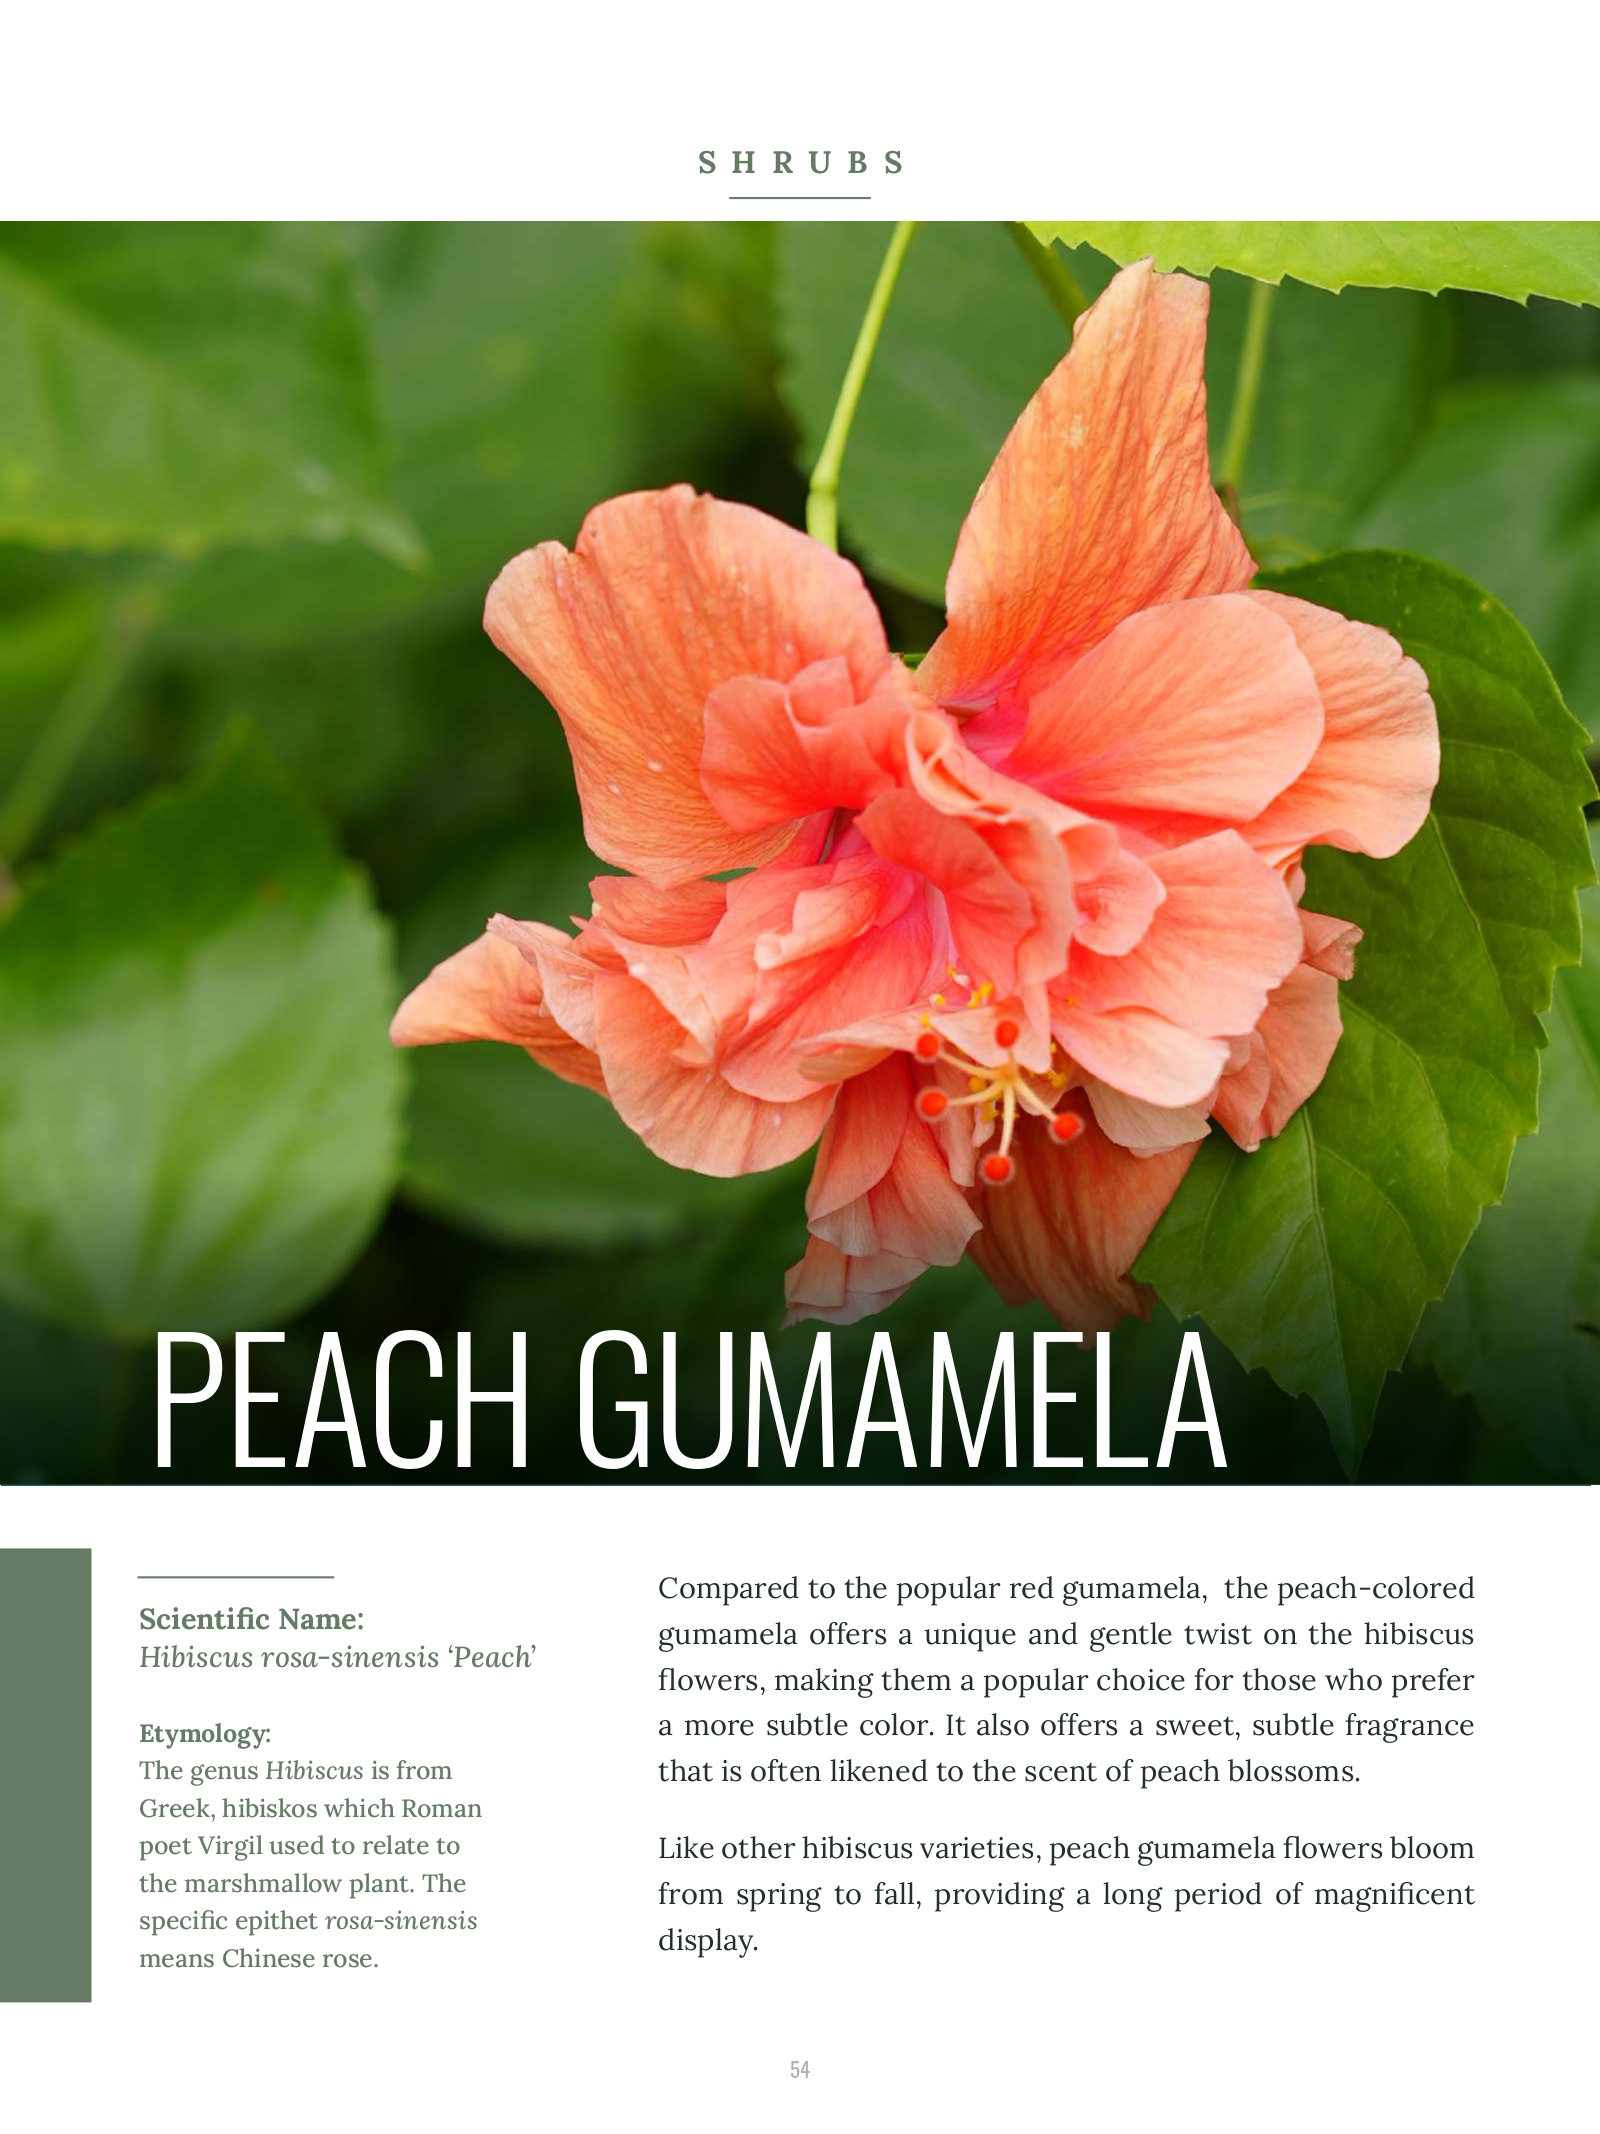 SHRUBS
PEACH GUMAMELA
Scientific Name:
Hibiscus rosa-sinensis ‘Peach’
Etymology:
The genus Hibiscus is from
Greek, hibiskos which Roman
poet Virgil used to relate to
the marshmallow plant. The
specific epithet rosa-sinensis
means Chinese rose.
Compared to the popular red gumamela, the peach-colored
gumamela offers a unique and gentle twist on the hibiscus
flowers, making them a popular choice for those who prefer
a more subtle color. It also offers a sweet, subtle fragrance
that is often likened to the scent of peach blossoms.
Like other hibiscus varieties, peach gumamela flowers bloom
from spring to fall, providing a long period of magnificent
display.
54